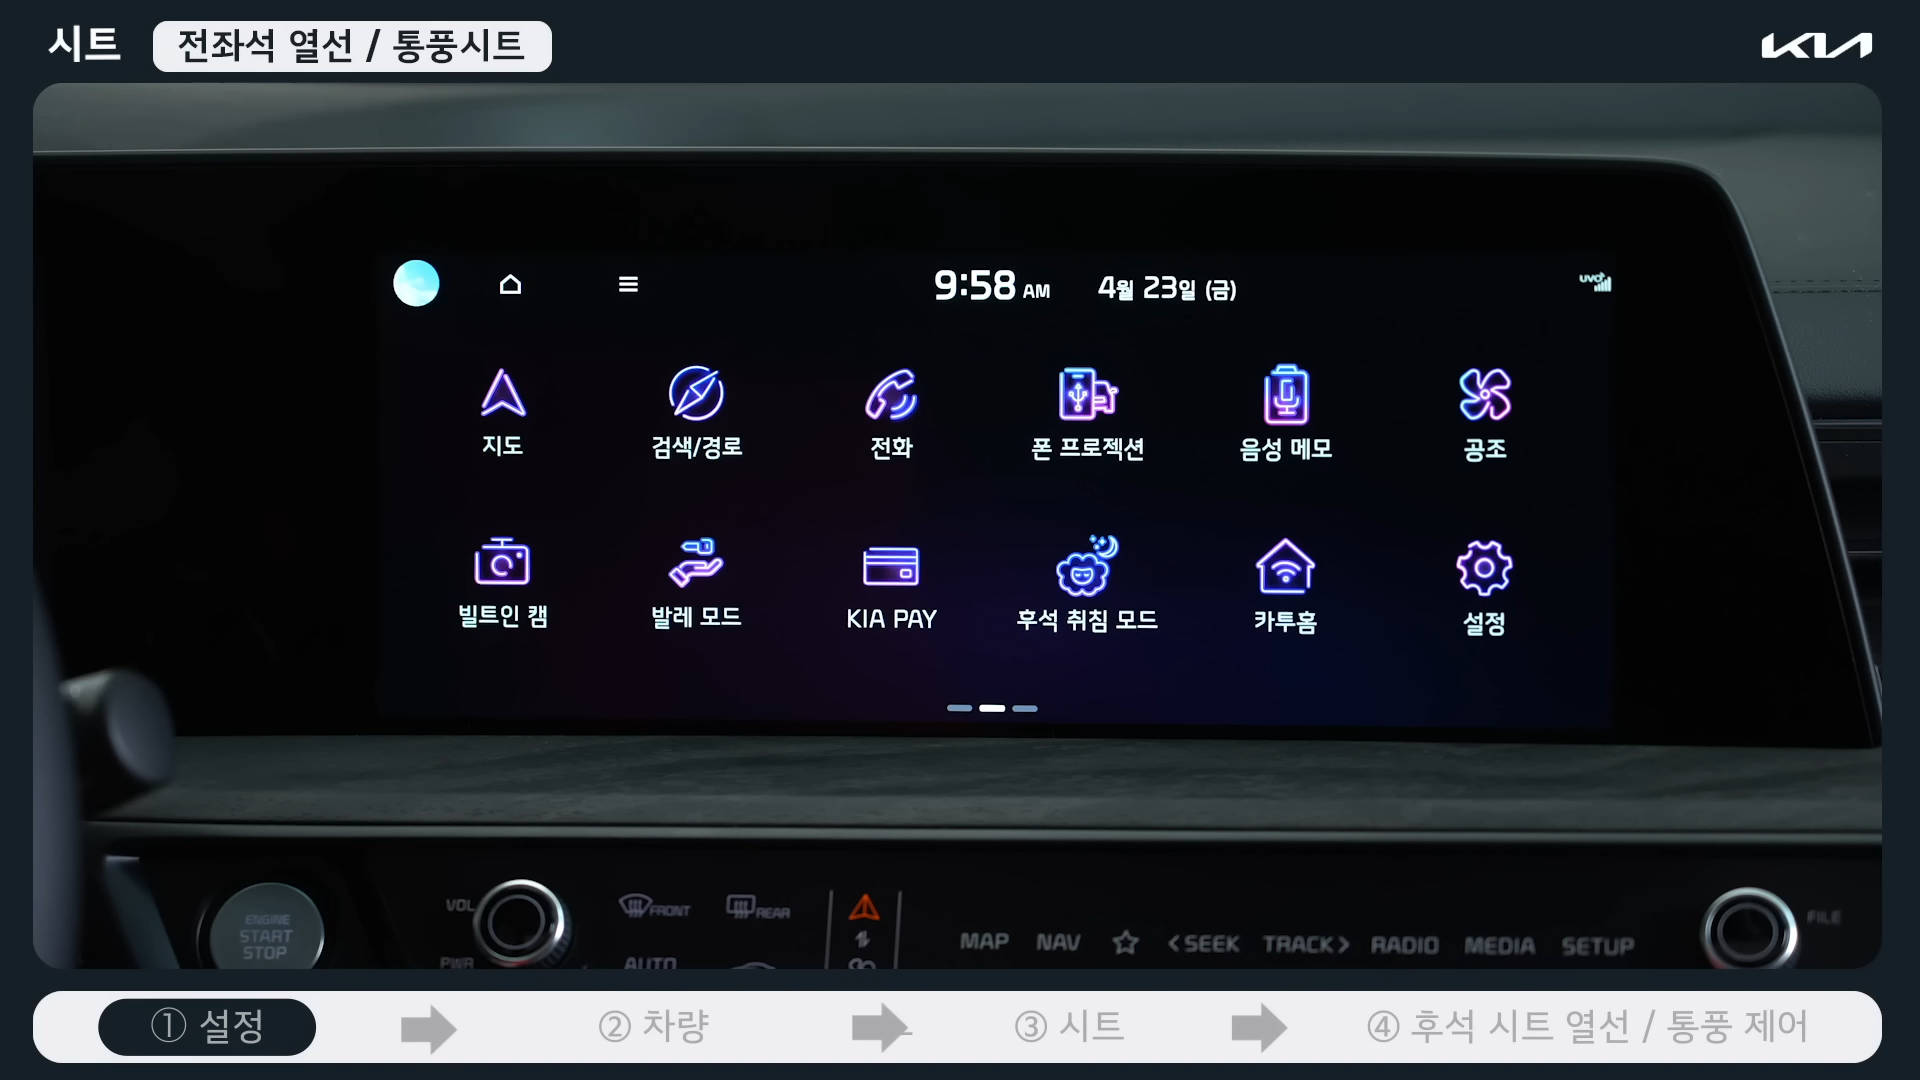 시트 전좌석 열선 / 통풍시트 KIA
9:58 AM 4월 23일 (금) UVO
지도 검색/경로 전화 폰 프로젝션 음성 메모 공조
빌트인 캠 발레 모드 KIA PAY 후석 취침 모드 카투홈 설정
ENGINE
START
STOP
VOL
PWR
FRONT REAR
AUTO
MAP NAV < SEEK TRACK > RADIO MEDIA SETUP
FILE
① 설정 ② 차량 ③ 시트 ④ 후석 시트 열선 / 통풍 제어